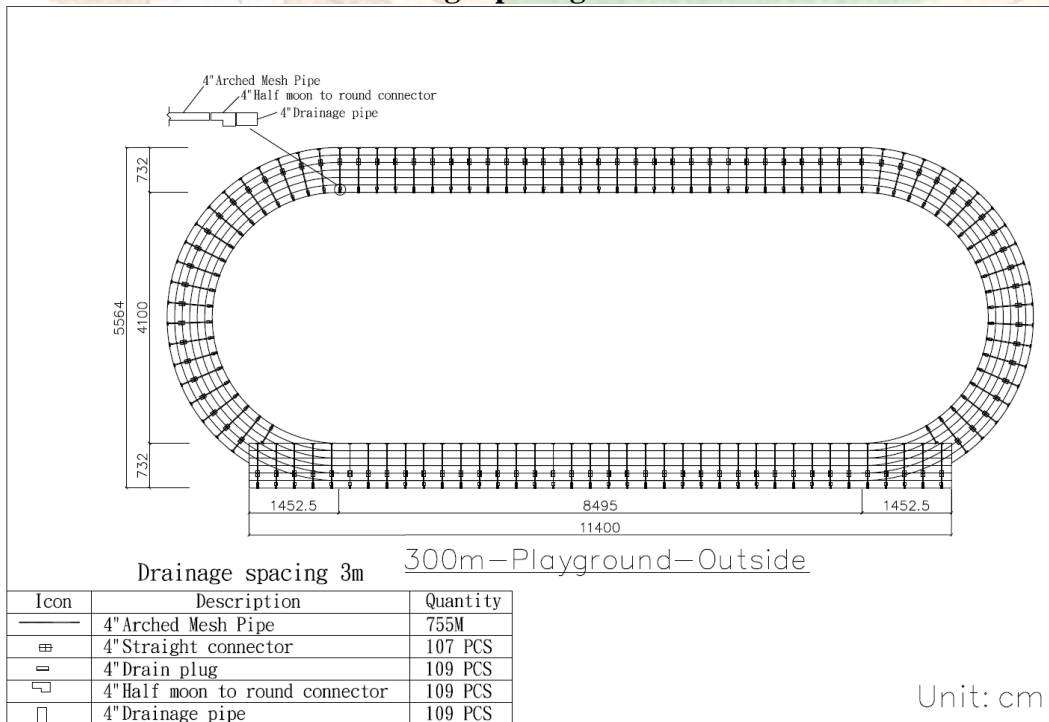 4"Arched Mesh Pipe
4"Half moon to round connector
4"Drainage pipe
732
5564
4100
732
1452.5
8495
1452.5
11400
300m-Playground-Outside
Drainage spacing 3m
Icon Description Quantity
4"Arched Mesh Pipe 755M
4"Straight connector 107 PCS
4"Drain plug 109 PCS
4"Half moon to round connector 109 PCS
4"Drainage pipe 109 PCS
Unit: cm